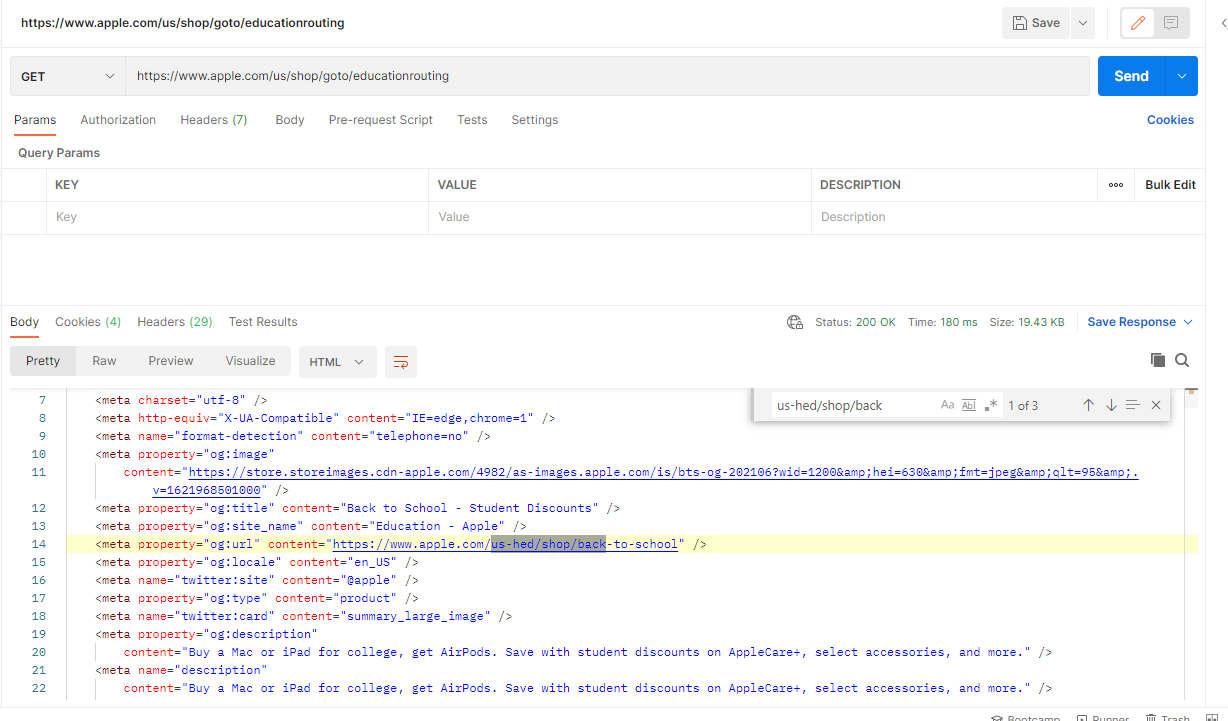 https://www.apple.com/us/shop/goto/educationrouting
Save
GET https://www.apple.com/us/shop/goto/educationrouting Send
Params Authorization Headers (7) Body Pre-request Script Tests Settings Cookies
Query Params
KEY VALUE DESCRIPTION ooo Bulk Edit
Key Value Description
Body Cookies (4) Headers (29) Test Results Status: 200 OK Time: 180 ms Size: 19.43 KB Save Response
Pretty Raw Preview Visualize HTML
us-hed/shop/back Aa Abl .* 1 of 3
7 <meta charset="utf-8" />
8 <meta http-equiv="X-UA-Compatible" content="IE=edge,chrome=1" />
9 <meta name="format-detection" content="telephone=no" />
10 <meta property="og:image"
11 content="https://store.storeimages.cdn-apple.com/4982/as-images.apple.com/is/bts-og-202106?wid=1200&amp;hei=630&amp;fmt=jpeg&amp;qlt=95&amp;.
v=1621968501000" />
12 <meta property="og:title" content="Back to School - Student Discounts" />
13 <meta property="og:site_name" content="Education - Apple" />
14 <meta property="og:url" content="https://www.apple.com/us-hed/shop/back-to-school" />
15 <meta property="og:locale" content="en_US" />
16 <meta name="twitter:site" content="@apple" />
17 <meta property="og:type" content="product" />
18 <meta name="twitter:card" content="summary_large_image" />
19 <meta property="og:description"
20 content="Buy a Mac or iPad for college, get AirPods. Save with student discounts on AppleCare+, select accessories, and more." />
21 <meta name="description"
22 content="Buy a Mac or iPad for college, get AirPods. Save with student discounts on AppleCare+, select accessories, and more." />
Bootcamp Runner Trash